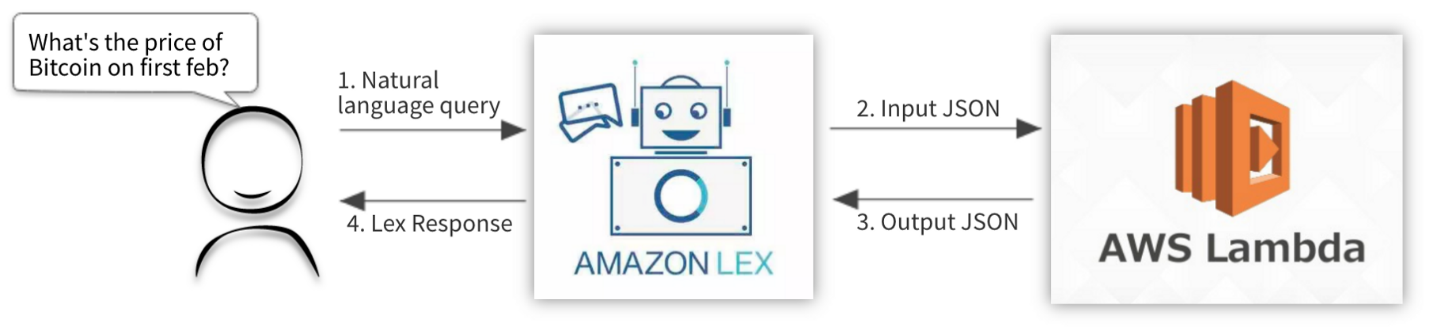 What's the price of
Bitcoin on first feb?
1. Natural
language query
2. Input JSON
4. Lex Response
3. Output JSON
AMAZON LEX
AWS Lambda